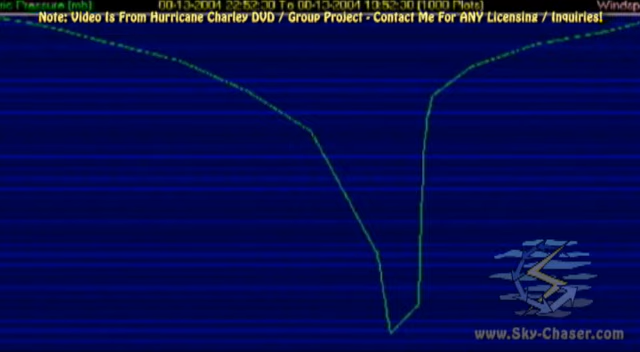 ric Pressure (mb) 08-13-2004 22:52:30 To 08-13-2004 10:52:30 (1000 Plots) Windsp
Note: Video Is From Hurricane Charley DVD / Group Project - Contact Me For ANY Licensing / Inquiries!
www.Sky-Chaser.com